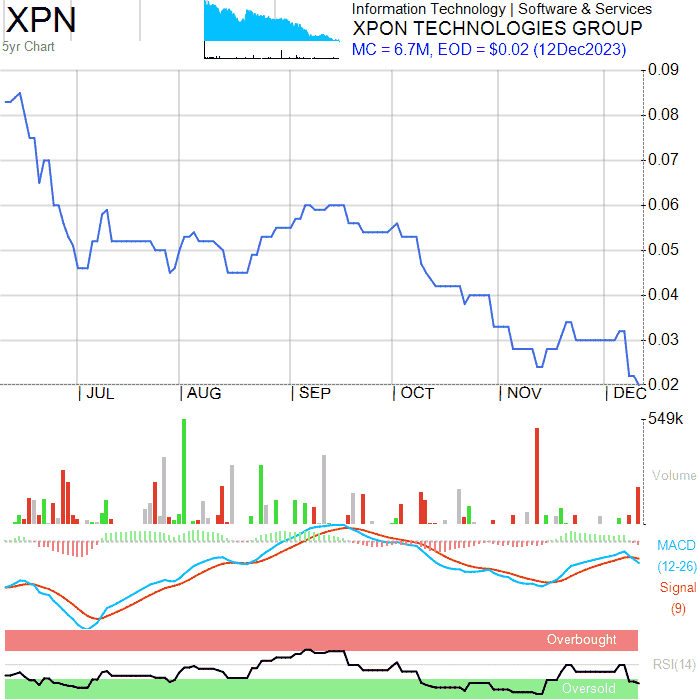 XPN
5yr Chart
Information Technology | Software & Services
XPON TECHNOLOGIES GROUP
MC = 6.7M, EOD = $0.02 (12Dec2023)
0.09
0.08
0.07
0.06
0.05
0.04
0.03
0.02
JUL AUG SEP OCT NOV DEC
549k
Volume
MACD
(12-26)
Signal
(9)
Overbought
RSI(14)
Oversold